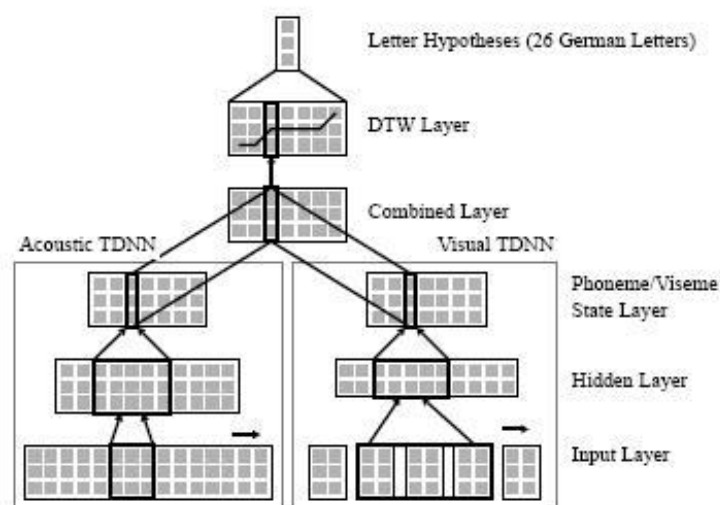 Letter Hypotheses (26 German Letters)
DTW Layer
Combined Layer
Acoustic TDNN
Visual TDNN
Phoneme/Viseme
State Layer
Hidden Layer
Input Layer